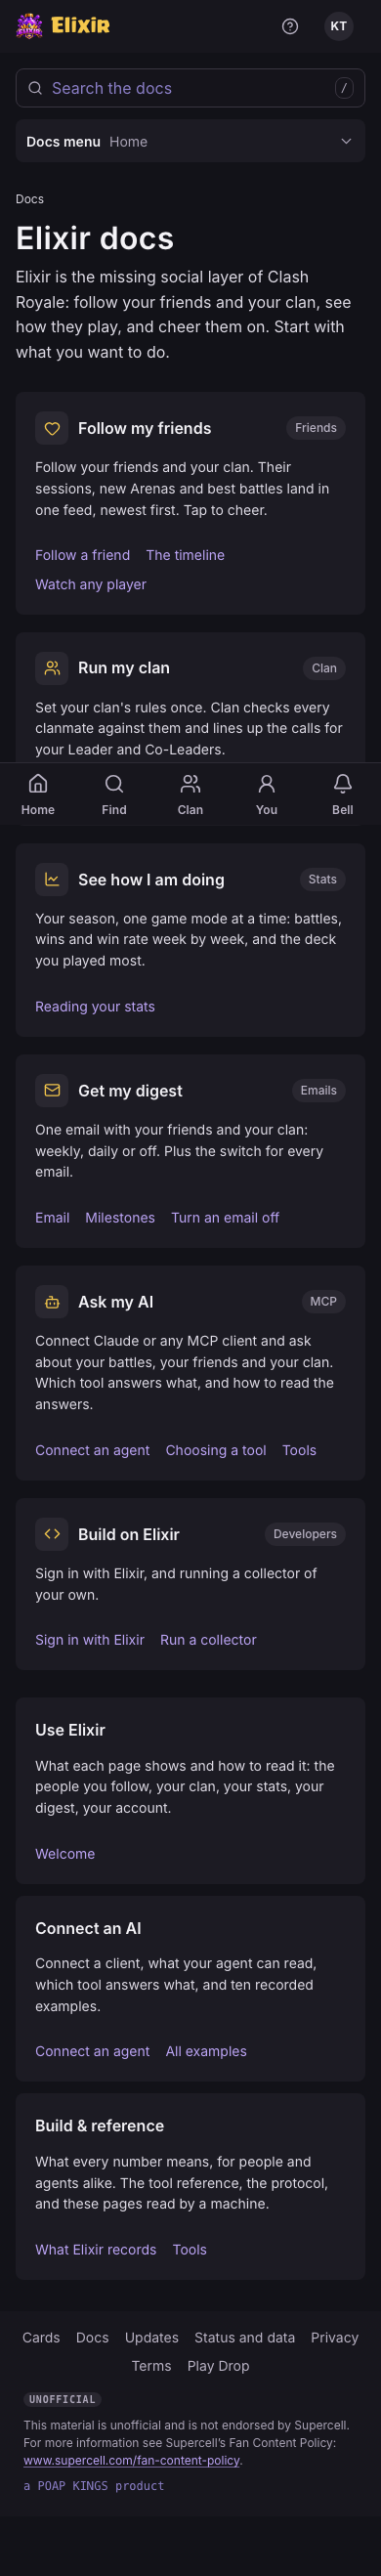 Elixir
KT
Search the docs
/
Docs menu Home
Docs
Elixir docs
Elixir is the missing social layer of Clash
Royale: follow your friends and your clan, see
how they play, and cheer them on. Start with
what you want to do.
Follow my friends
Friends
Follow your friends and your clan. Their
sessions, new Arenas and best battles land in
one feed, newest first. Tap to cheer.
Follow a friend The timeline
Watch any player
Run my clan
Clan
Set your clan's rules once. Clan checks every
clanmate against them and lines up the calls for
your Leader and Co-Leaders.
Home Find Clan You Bell
See how I am doing
Stats
Your season, one game mode at a time: battles,
wins and win rate week by week, and the deck
you played most.
Reading your stats
Get my digest
Emails
One email with your friends and your clan:
weekly, daily or off. Plus the switch for every
email.
Email Milestones Turn an email off
Ask my AI
MCP
Connect Claude or any MCP client and ask
about your battles, your friends and your clan.
Which tool answers what, and how to read the
answers.
Connect an agent Choosing a tool Tools
Build on Elixir
Developers
Sign in with Elixir, and running a collector of
your own.
Sign in with Elixir Run a collector
Use Elixir
What each page shows and how to read it: the
people you follow, your clan, your stats, your
digest, your account.
Welcome
Connect an AI
Connect a client, what your agent can read,
which tool answers what, and ten recorded
examples.
Connect an agent All examples
Build & reference
What every number means, for people and
agents alike. The tool reference, the protocol,
and these pages read by a machine.
What Elixir records Tools
Cards Docs Updates Status and data Privacy
Terms Play Drop
UNOFFICIAL
This material is unofficial and is not endorsed by Supercell.
For more information see Supercell's Fan Content Policy:
www.supercell.com/fan-content-policy.
a POAP KINGS product